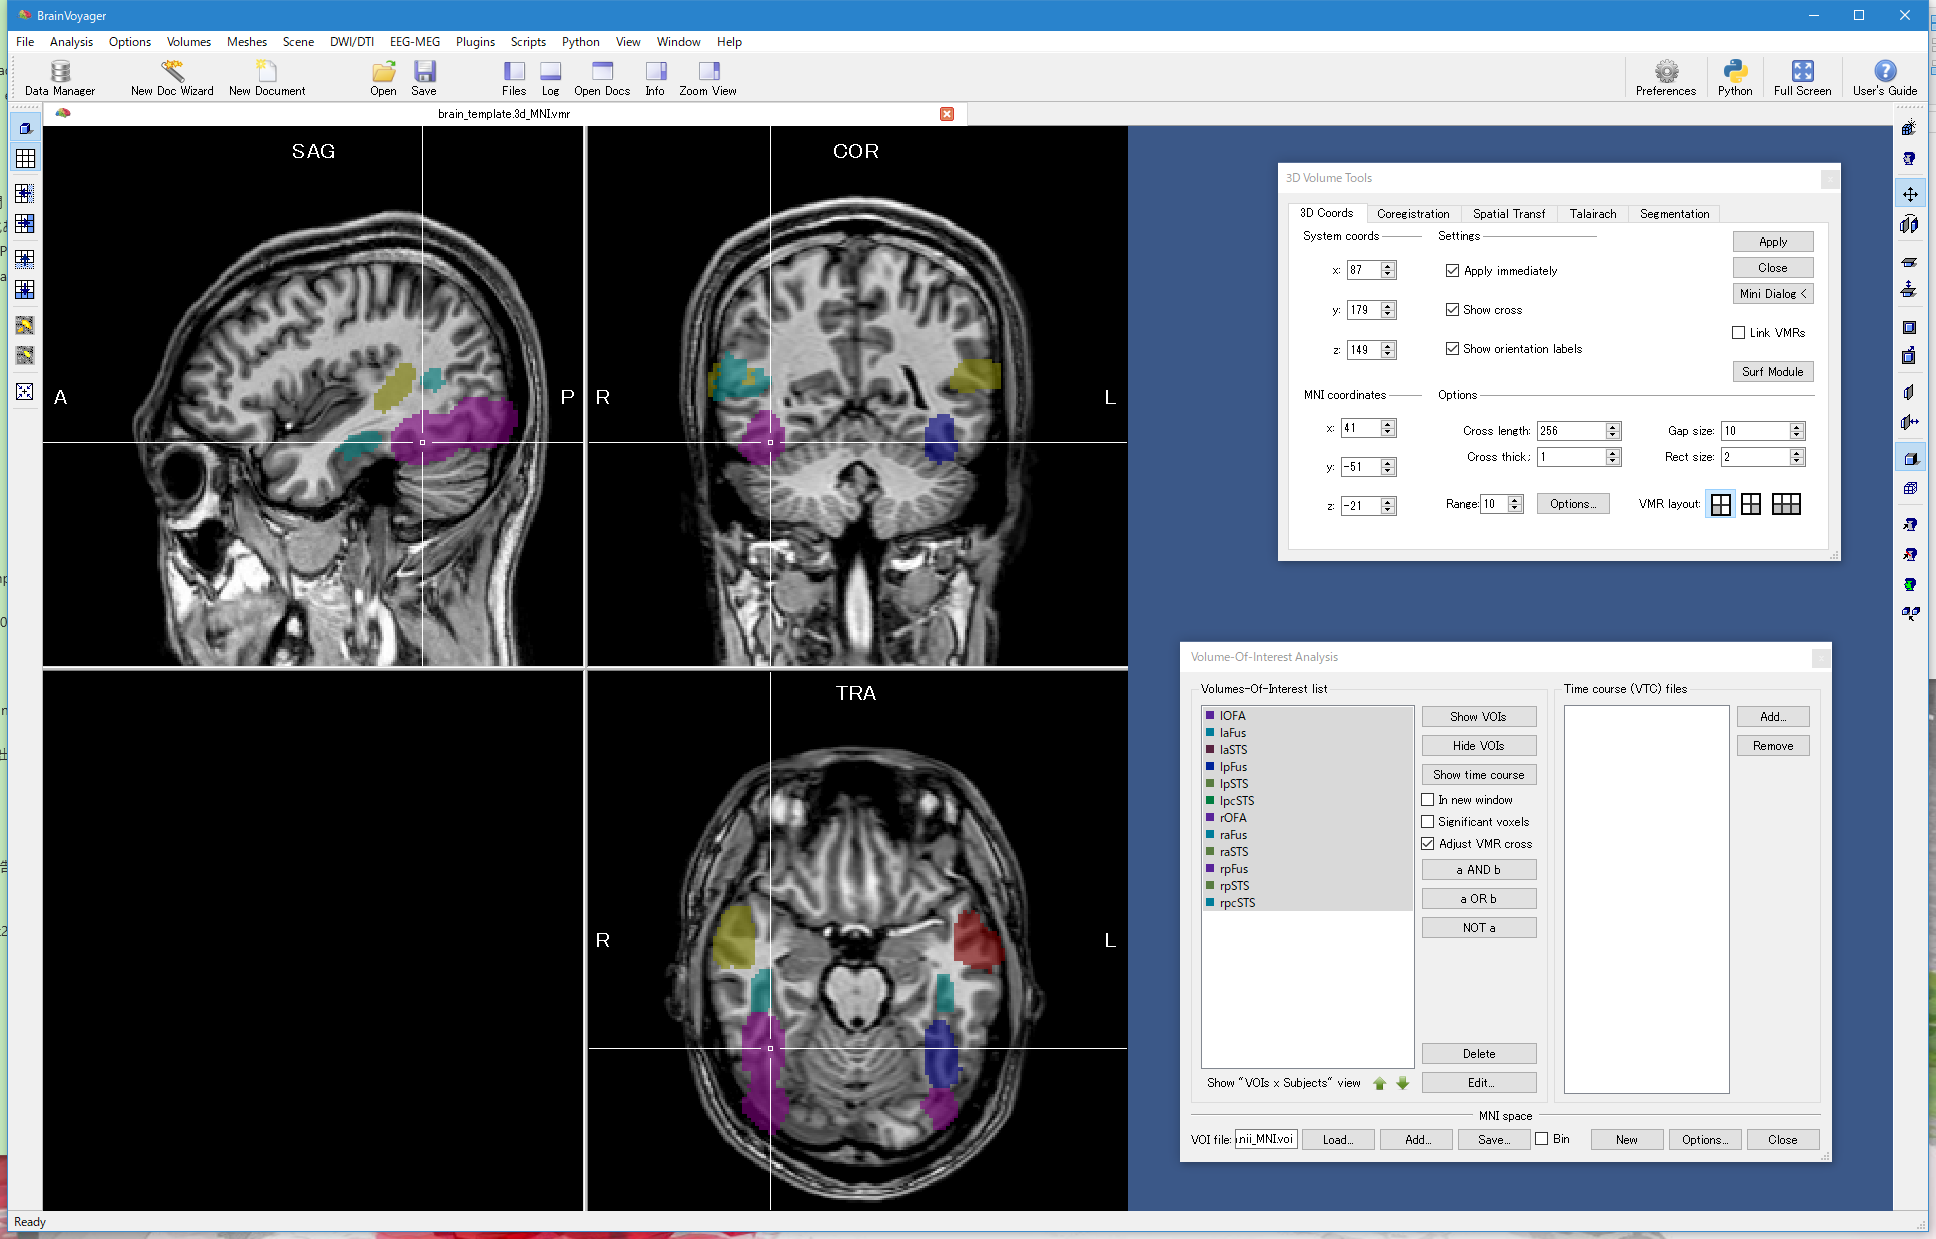 BrainVoyager
File Analysis Options Volumes Meshes Scene DWI/DTI EEG-MEG Plugins Scripts Python View Window Help
Data Manager New Doc Wizard New Document Open Save Files Log Open Docs Info Zoom View Preferences Python Full Screen User's Guide
brain_template.3d_MNI.vmr
SAG
A
P
COR
R
L
TRA
R
L
3D Volume Tools
3D Coords Coregistration Spatial Transf Talairach Segmentation
System coords Settings
Apply
x: 87 Apply immediately
Close
Mini Dialog <
y: 179 Show cross
Link VMRs
z: 149 Show orientation labels
Surf Module
MNI coordinates Options
x: 41 Cross length: 256 Gap size: 10
Cross thick.: 1 Rect size: 2
y: -51
z: -21 Range: 10 Options... VMR layout:
Volume-Of-Interest Analysis
Volumes-Of-Interest list
lOFA
laFus
laSTS
lpFus
lpSTS
lpcSTS
rOFA
raFus
raSTS
rpFus
rpSTS
rpcSTS
Show VOIs
Hide VOIs
Show time course
In new window
Significant voxels
Adjust VMR cross
a AND b
a OR b
NOT a
Delete
Show "VOIs x Subjects" view Edit...
Time course (VTC) files
Add...
Remove
MNI space
VOI file: .nii_MNI.voi Load... Add... Save... Bin New Options... Close
Ready